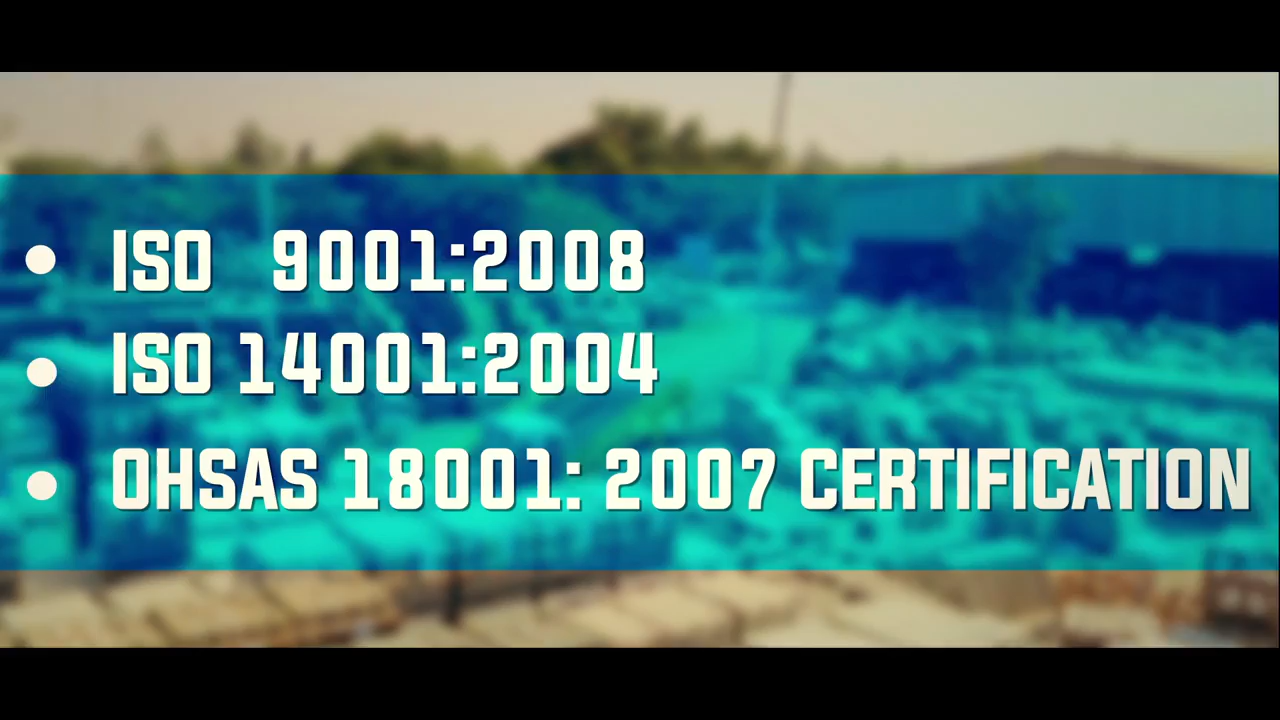 • ISO 9001:2008
• ISO 14001:2004
• OHSAS 18001: 2007 CERTIFICATION